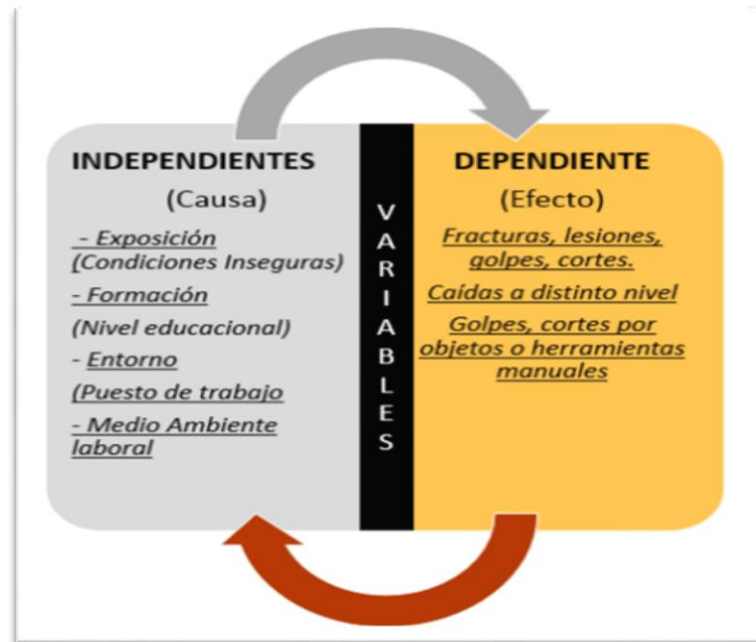 INDEPENDIENTES
(Causa)
- Exposición
(Condiciones Inseguras)
- Formación
(Nivel educacional)
- Entorno
(Puesto de trabajo
- Medio Ambiente
laboral
VARIABLES
DEPENDIENTE
(Efecto)
Fracturas, lesiones,
golpes, cortes.
Caídas a distinto nivel
Golpes, cortes por
objetos o herramientas
manuales